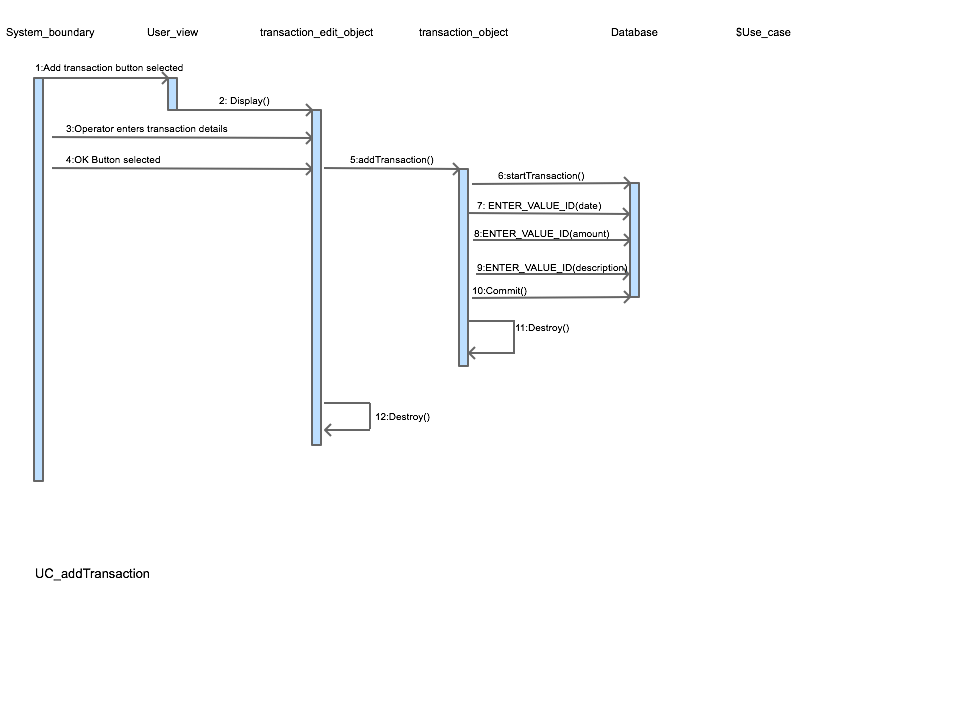 System_boundary
User_view
transaction_edit_object
transaction_object
Database
$Use_case
1:Add transaction button selected
2: Display()
3:Operator enters transaction details
4:OK Button selected
5:addTransaction()
6:startTransaction()
7: ENTER_VALUE_ID(date)
8:ENTER_VALUE_ID(amount)
9:ENTER_VALUE_ID(description)
10:Commit()
11:Destroy()
12:Destroy()
UC_addTransaction